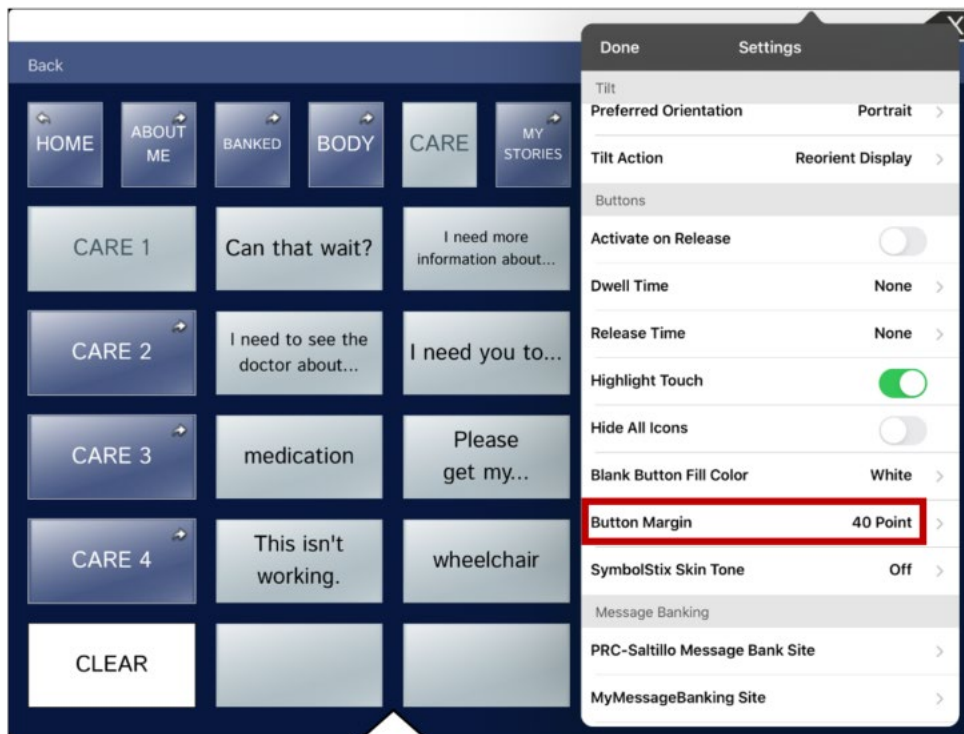 Back
HOME
ABOUT
ME
BANKED
BODY
CARE
MY
STORIES
CARE 1
Can that wait?
I need more
information about...
CARE 2
I need to see the
doctor about...
I need you to...
CARE 3
medication
Please
get my...
CARE 4
This isn't
working.
wheelchair
CLEAR
Done Settings
Tilt
Preferred Orientation Portrait
Tilt Action Reorient Display
Buttons
Activate on Release
Dwell Time None
Release Time None
Highlight Touch
Hide All Icons
Blank Button Fill Color White
Button Margin 40 Point
SymbolStix Skin Tone Off
Message Banking
PRC-Saltillo Message Bank Site
MyMessageBanking Site